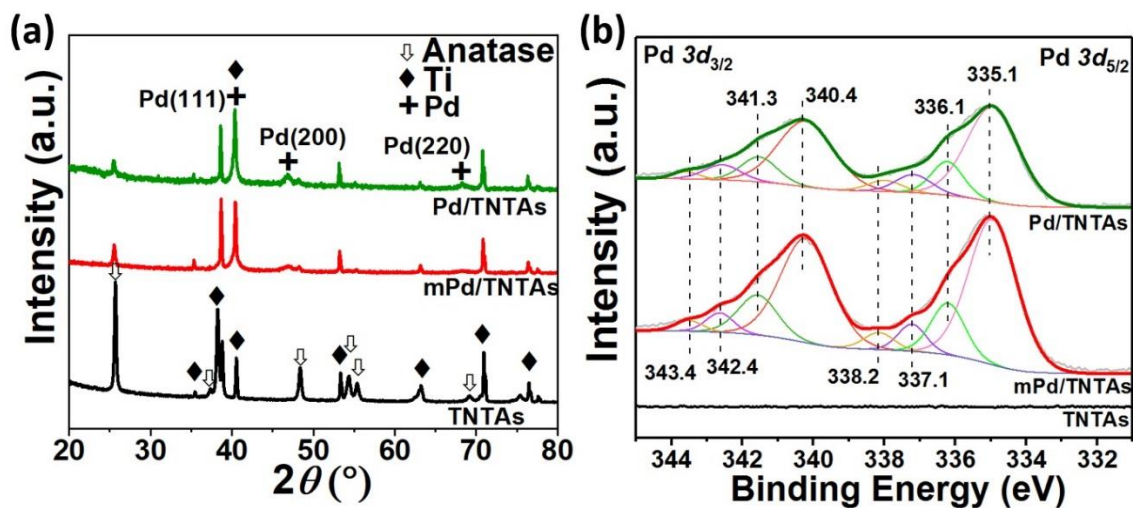 (a)
Anatase
Ti
Pd
Pd(111)
Pd(200)
Pd(220)
Pd/TNTAs
mPd/TNTAs
TNTAs
Intensity (a.u.)
20 30 40 50 60 70 80
2θ (°)
(b)
Pd 3d3/2
Pd 3d5/2
341.3
340.4
336.1
335.1
Pd/TNTAs
343.4
342.4
338.2
337.1
mPd/TNTAs
TNTAs
Intensity (a.u.)
344 342 340 338 336 334 332
Binding Energy (eV)